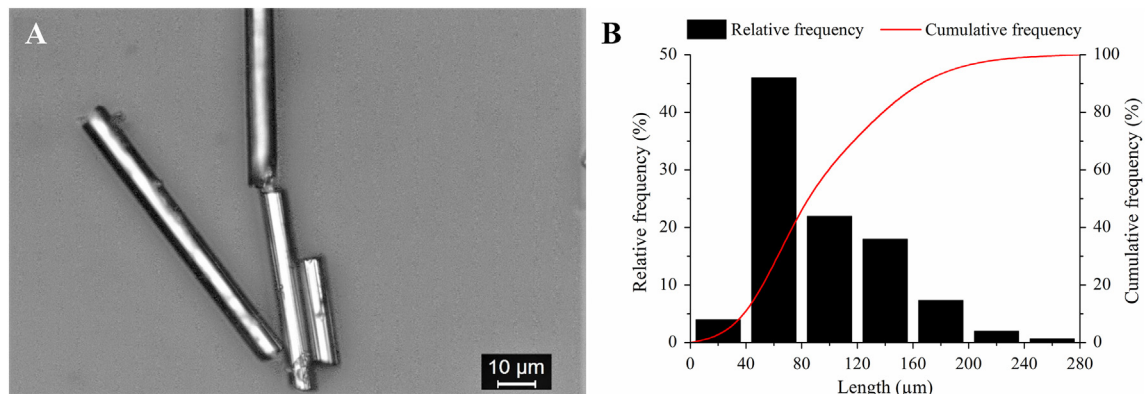 A
10 µm
B
Relative frequency
Cumulative frequency
50
40
30
20
10
0
Relative frequency (%)
100
80
60
40
20
0
Cumulative frequency (%)
0 40 80 120 160 200 240 280
Length (µm)